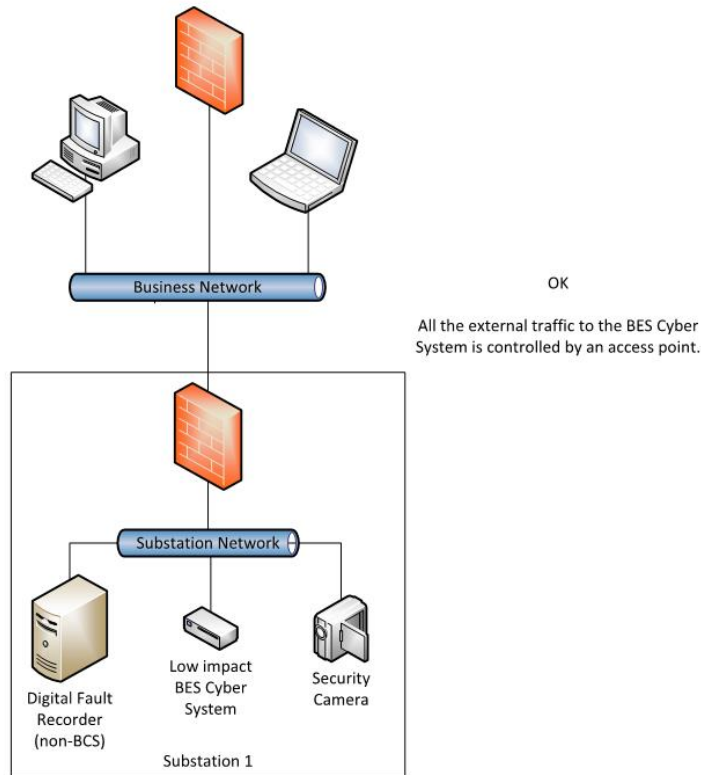 Business Network
OK
All the external traffic to the BES Cyber
System is controlled by an access point.
Substation Network
Digital Fault
Recorder
(non-BCS)
Low impact
BES Cyber
System
Security
Camera
Substation 1